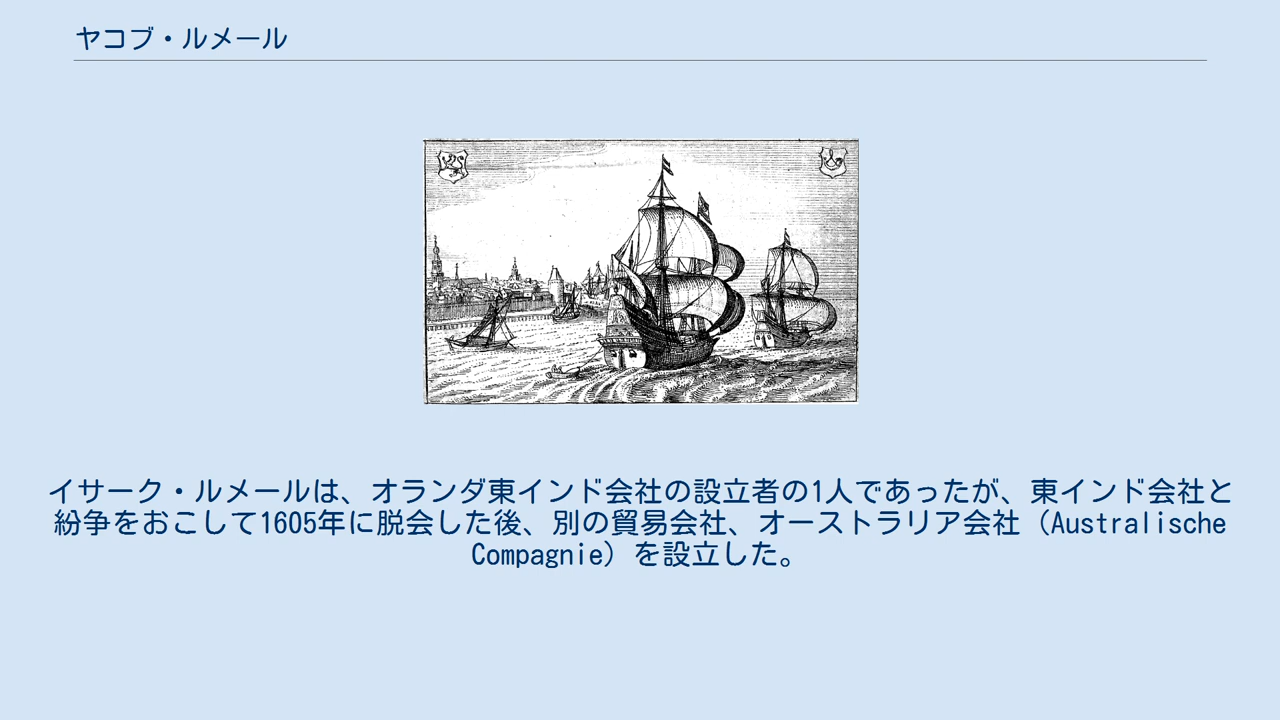 ヤコブ・ルメール
イサーク・ルメールは、オランダ東インド会社の設立者の1人であったが、東インド会社と
紛争をおこして1605年に脱会した後、別の貿易会社、オーストラリア会社（Australische
Compagnie）を設立した。